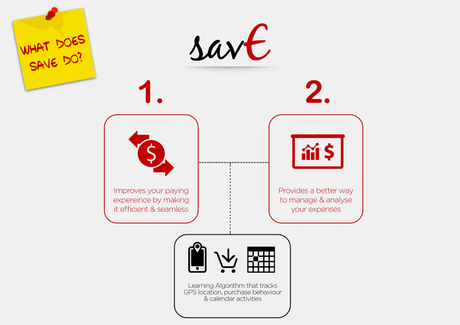 WHAT DOES
SAVE DO?
sav€
1.
2.
Improves your paying
expereince by making
it efficient & seamless
Provides a better way
to manage & analyse
your expenses
Learning Algorithm that tracks
GPS location, purchase behaviour
& calendar activities